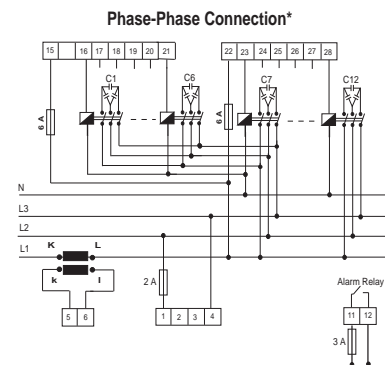 Phase-Phase Connection*
15 16 17 18 19 20 21 22 23 24 25 26 27 28
C1 C6 C7 C12
6 A 6 A
N
L3
L2
L1 K L
k l 2 A Alarm Relay
5 6 1 2 3 4 11 12
3 A